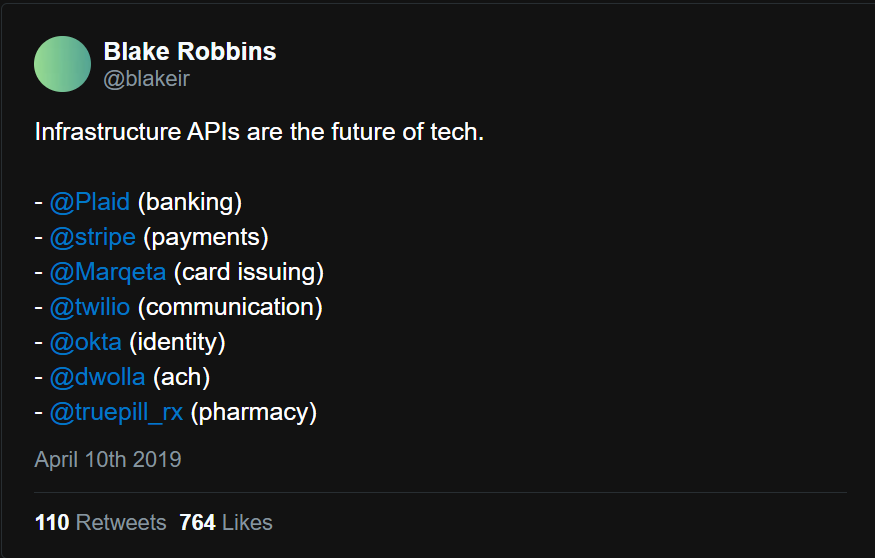 Blake Robbins
@blakeir
Infrastructure APIs are the future of tech.
- @Plaid (banking)
- @stripe (payments)
- @Marqeta (card issuing)
- @twilio (communication)
- @okta (identity)
- @dwolla (ach)
- @truepill_rx (pharmacy)
April 10th 2019
110 Retweets 764 Likes